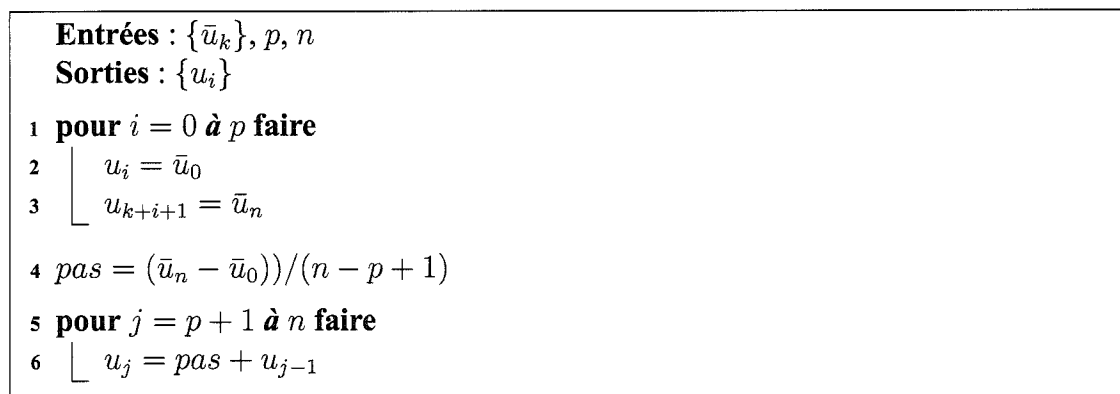 Entrées : {ū_k}, p, n
Sorties : {u_i}
1 pour i = 0 à p faire
2 u_i = ū_0
3 u_{k+i+1} = ū_n
4 pas = (ū_n − ū_0))/(n − p + 1)
5 pour j = p + 1 à n faire
6 u_j = pas + u_{j−1}